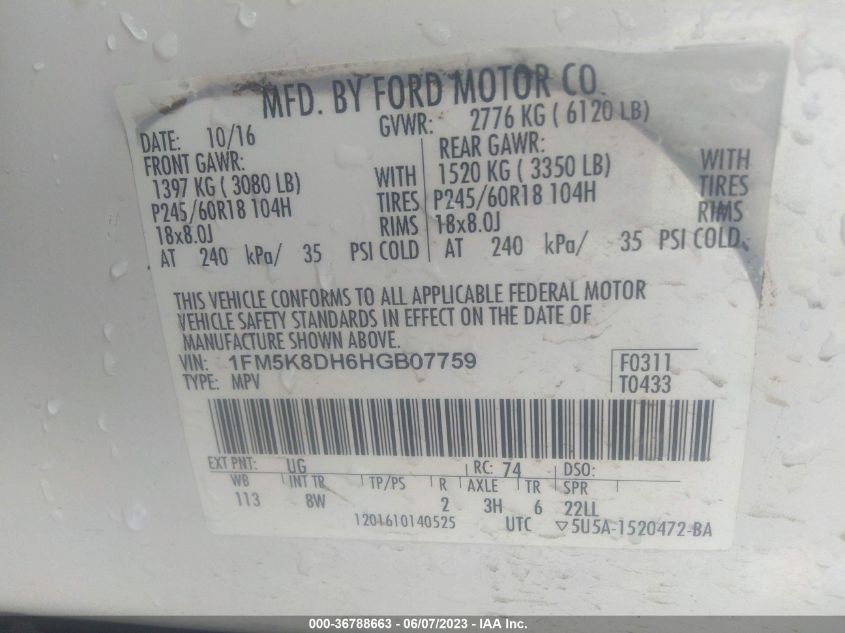 MFD. BY FORD MOTOR CO.
DATE: 10/16 GVWR: 2776 KG ( 6120 LB)
FRONT GAWR: REAR GAWR:
1397 KG ( 3080 LB) WITH 1520 KG ( 3350 LB) WITH
P245/60R18 104H TIRES P245/60R18 104H TIRES
18x8.0J RIMS 18x8.0J RIMS
AT 240 kPa/ 35 PSI COLD AT 240 kPa/ 35 PSI COLD
THIS VEHICLE CONFORMS TO ALL APPLICABLE FEDERAL MOTOR
VEHICLE SAFETY STANDARDS IN EFFECT ON THE DATE OF
MANUFACTURE SHOWN ABOVE.
VIN: 1FM5K8DH6HGB07759 F0311
TYPE: MPV T0433
EXT PNT: UG RC: 74 DSO:
WB INT TR TP/PS R AXLE TR SPR
113 8W 2 3H 6 22LL
1201610140525 UTC ▽5U5A-1520472-BA
000-36788663 - 06/07/2023 - IAA Inc.